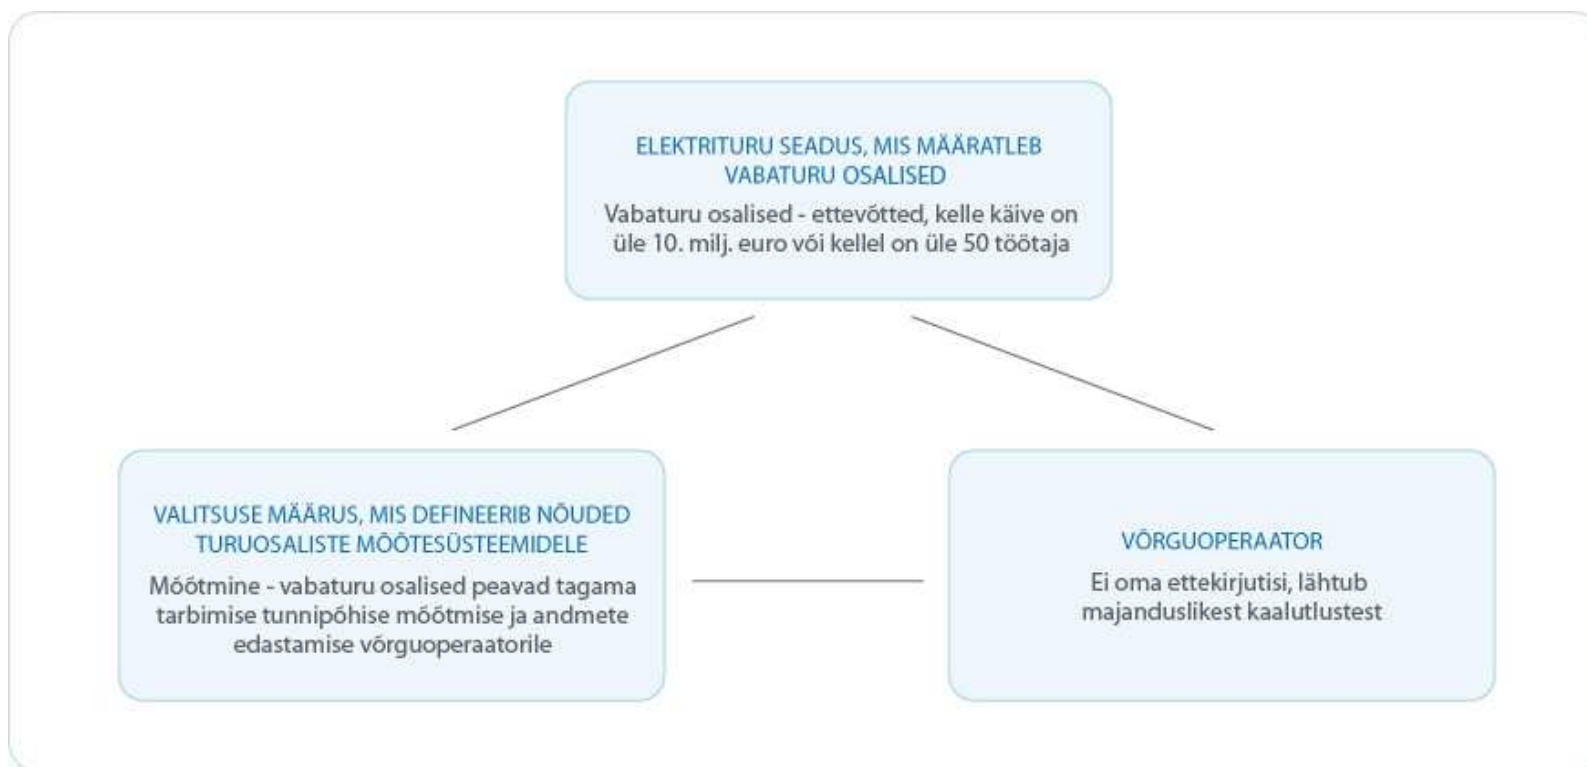 ELEKTRITURU SEADUS, MIS MÄÄRATLEB
VABATURU OSALISED
Vabaturu osalised - ettevõtted, kelle käive on
üle 10. milj. euro või kellel on üle 50 töötaja
VALITSUSE MÄÄRUS, MIS DEFINEERIB NÕUDED
TURUOSALISTE MÕÕTESÜSTEEMIDELE
Mõõtmine - vabaturu osalised peavad tagama
tarbimise tunnipõhise mõõtmise ja andmete
edastamise võrguoperaatorile
VÕRGUOPERAATOR
Ei oma ettekirjutisi, lähtub
majanduslikest kaalutlustest